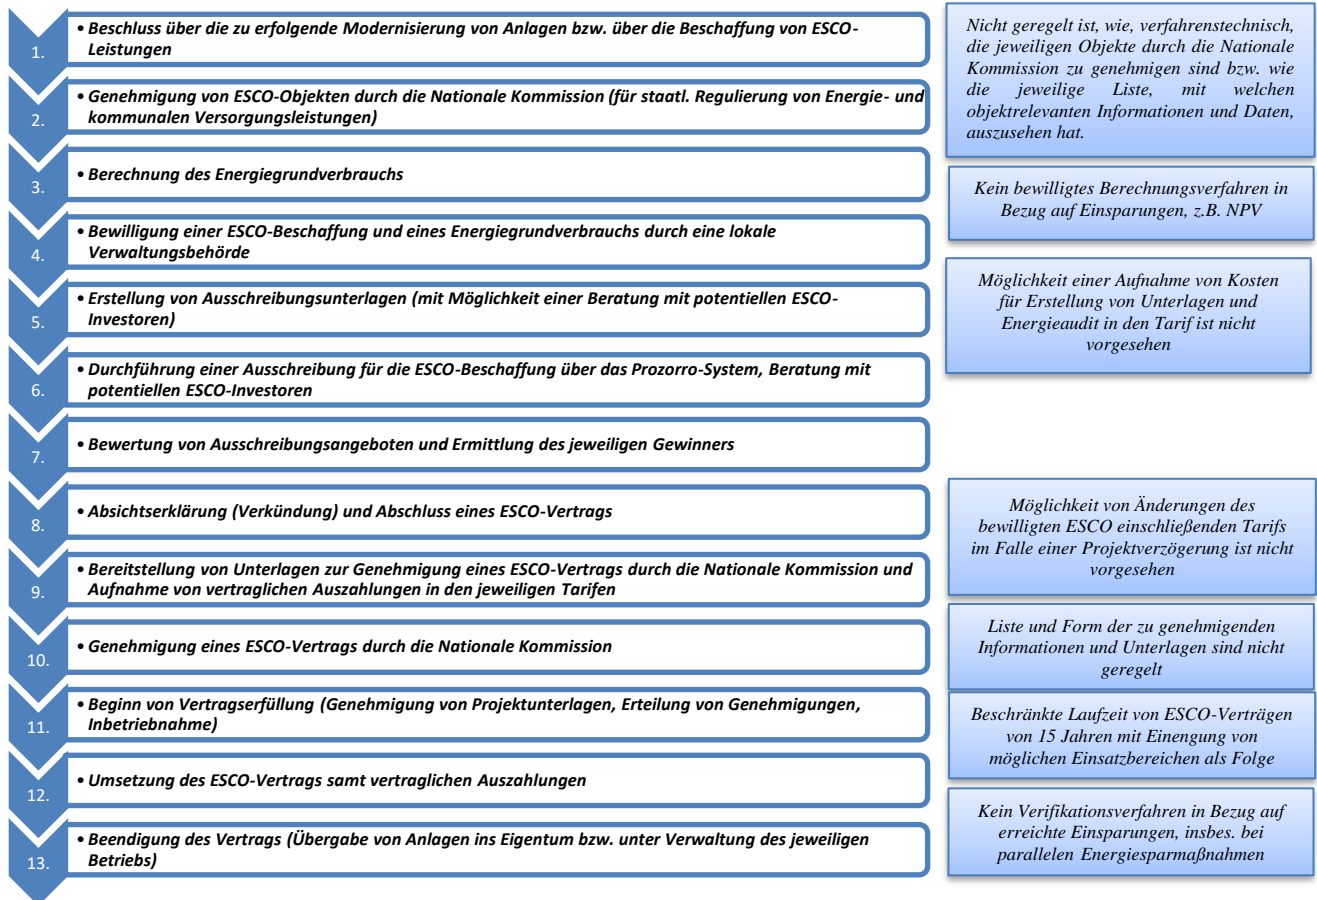 1.
• Beschluss über die zu erfolgende Modernisierung von Anlagen bzw. über die Beschaffung von ESCO-
Leistungen
2.
• Genehmigung von ESCO-Objekten durch die Nationale Kommission (für staatl. Regulierung von Energie- und
kommunalen Versorgungsleistungen)
3.
• Berechnung des Energiegrundverbrauchs
4.
• Bewilligung einer ESCO-Beschaffung und eines Energiegrundverbrauchs durch eine lokale
Verwaltungsbehörde
5.
• Erstellung von Ausschreibungsunterlagen (mit Möglichkeit einer Beratung mit potentiellen ESCO-
Investoren)
6.
• Durchführung einer Ausschreibung für die ESCO-Beschaffung über das Prozorro-System, Beratung mit
potentiellen ESCO-Investoren
7.
• Bewertung von Ausschreibungsangeboten und Ermittlung des jeweiligen Gewinners
8.
• Absichtserklärung (Verkündung) und Abschluss eines ESCO-Vertrags
9.
• Bereitstellung von Unterlagen zur Genehmigung eines ESCO-Vertrags durch die Nationale Kommission und
Aufnahme von vertraglichen Auszahlungen in den jeweiligen Tarifen
10.
• Genehmigung eines ESCO-Vertrags durch die Nationale Kommission
11.
• Beginn von Vertragserfüllung (Genehmigung von Projektunterlagen, Erteilung von Genehmigungen,
Inbetriebnahme)
12.
• Umsetzung des ESCO-Vertrags samt vertraglichen Auszahlungen
13.
• Beendigung des Vertrags (Übergabe von Anlagen ins Eigentum bzw. unter Verwaltung des jeweiligen
Betriebs)
Nicht geregelt ist, wie, verfahrenstechnisch,
die jeweiligen Objekte durch die Nationale
Kommission zu genehmigen sind bzw. wie
die jeweilige Liste, mit welchen
objektrelevanten Informationen und Daten,
auszusehen hat.
Kein bewilligtes Berechnungsverfahren in
Bezug auf Einsparungen, z.B. NPV
Möglichkeit einer Aufnahme von Kosten
für Erstellung von Unterlagen und
Energieaudit in den Tarif ist nicht
vorgesehen
Möglichkeit von Änderungen des
bewilligten ESCO einschließenden Tarifs
im Falle einer Projektverzögerung ist nicht
vorgesehen
Liste und Form der zu genehmigenden
Informationen und Unterlagen sind nicht
geregelt
Beschränkte Laufzeit von ESCO-Verträgen
von 15 Jahren mit Einengung von
möglichen Einsatzbereichen als Folge
Kein Verifikationsverfahren in Bezug auf
erreichte Einsparungen, insbes. bei
parallelen Energiesparmaßnahmen